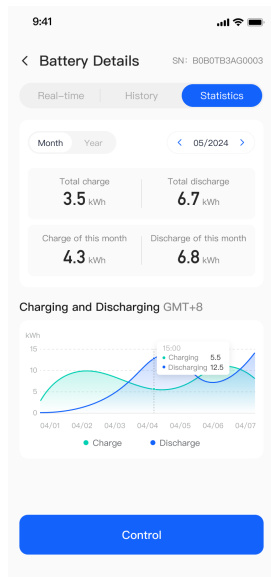 9:41
Battery Details SN: B0B0TB3AG0003
Real-time History Statistics
Month Year 05/2024
Total charge Total discharge
3.5 kWh 6.7 kWh
Charge of this month Discharge of this month
4.3 kWh 6.8 kWh
Charging and Discharging GMT+8
kWh
15
10
5
0
15:00
Charging 5.5
Discharging 12.5
04/01 04/02 04/03 04/04 04/05 04/06 04/07
Charge Discharge
Control